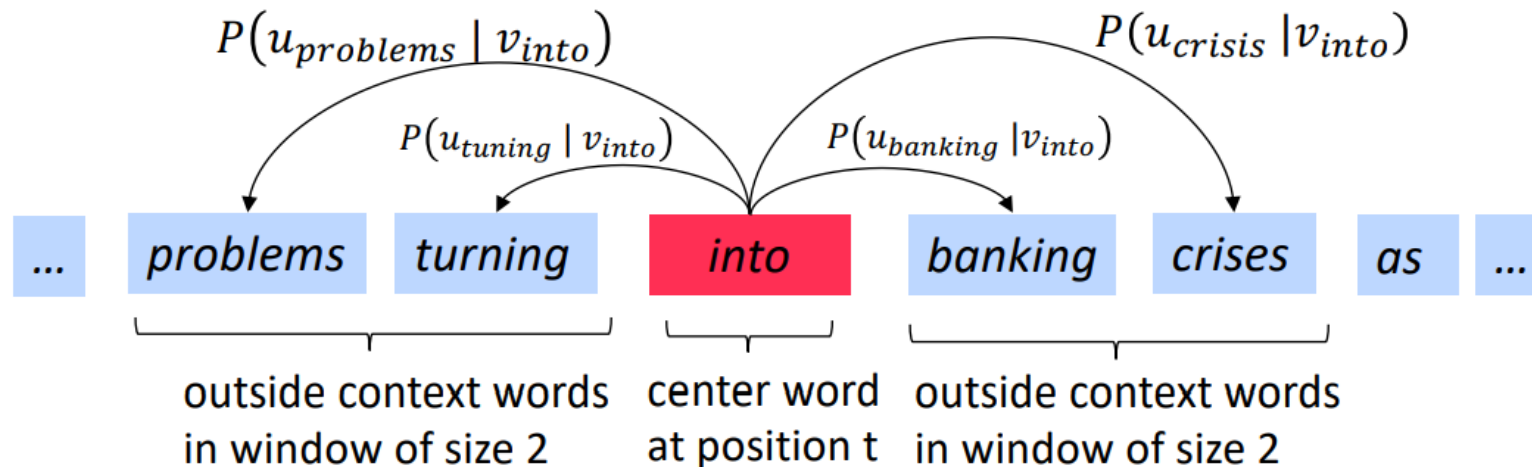 P(u_problems | v_into)
P(u_crisis |v_into)
P(u_tuning | v_into)
P(u_banking |v_into)
... problems turning into banking crises as ...
outside context words center word outside context words
in window of size 2 at position t in window of size 2